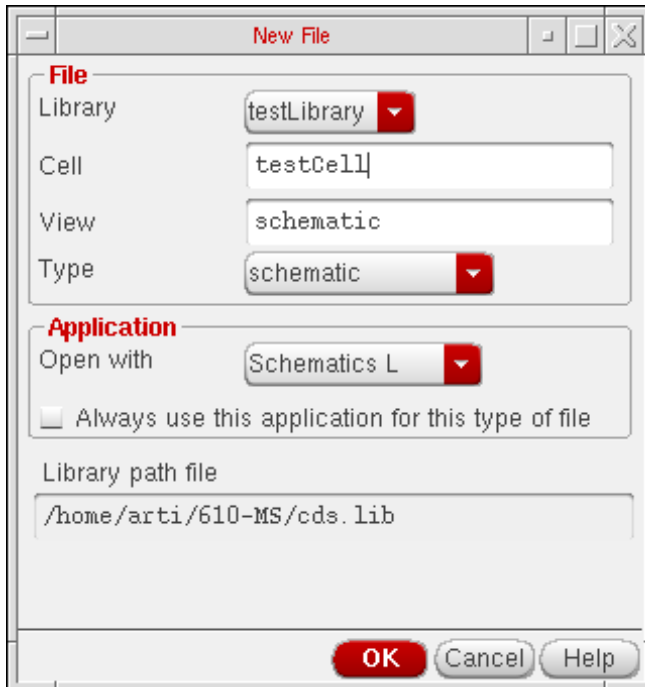 New File
File
Library testLibrary
Cell testCell
View schematic
Type schematic
Application
Open with Schematics L
Always use this application for this type of file
Library path file
/home/arti/610-MS/cds.lib
OK Cancel Help